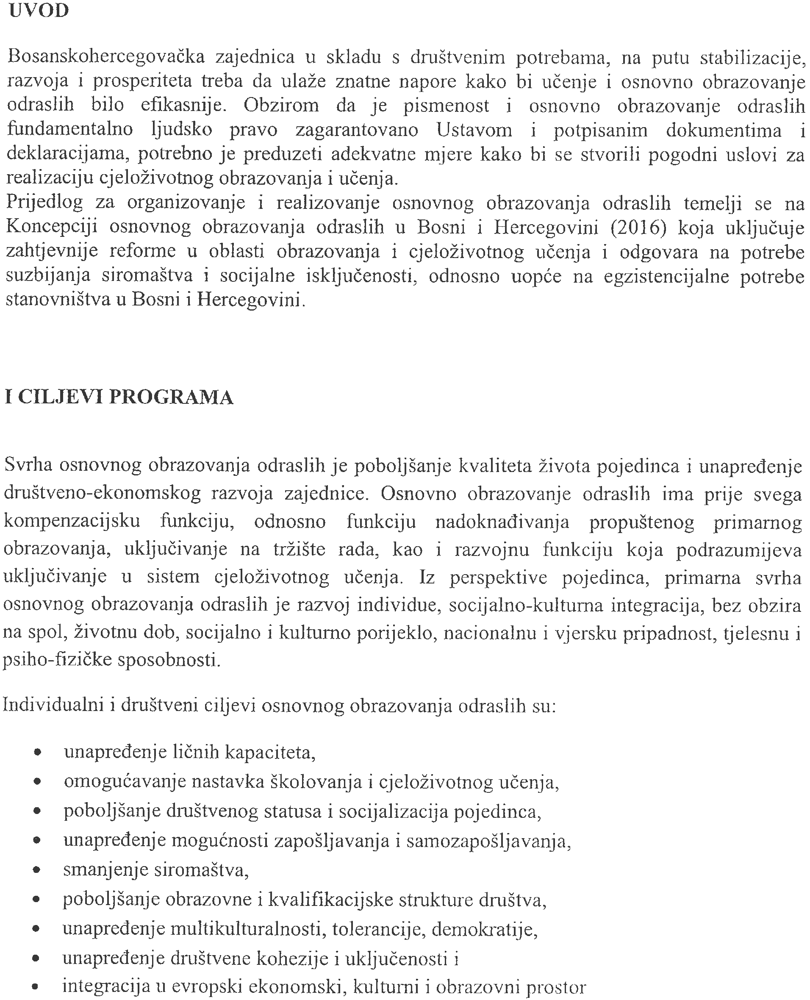 UVOD
Bosanskohercegovačka zajednica u skladu s društvenim potrebama, na putu stabilizacije,
razvoja i prosperiteta treba da ulaže znatne napore kako bi učenje i osnovno obrazovanje
odraslih bilo efikasnije. Obzirom da je pismenost i osnovno obrazovanje odraslih
fundamentalno ljudsko pravo zagarantovano Ustavom i potpisanim dokumentima i
deklaracijama, potrebno je preduzeti adekvatne mjere kako bi se stvorili pogodni uslovi za
realizaciju cjeloživotnog obrazovanja i učenja.
Prijedlog za organizovanje i realizovanje osnovnog obrazovanja odraslih temelji se na
Koncepciji osnovnog obrazovanja odraslih u Bosni i Hercegovini (2016) koja uključuje
zahtjevnije reforme u oblasti obrazovanja i cjeloživotnog učenja i odgovara na potrebe
suzbijanja siromaštva i socijalne isključenosti, odnosno uopće na egzistencijalne potrebe
stanovništva u Bosni i Hercegovini.
I CILJEVI PROGRAMA
Svrha osnovnog obrazovanja odraslih je poboljšanje kvaliteta života pojedinca i unapređenje
društveno-ekonomskog razvoja zajednice. Osnovno obrazovanje odraslih ima prije svega
kompenzacijsku funkciju, odnosno funkciju nadoknađivanja propuštenog primarnog
obrazovanja, uključivanje na tržište rada, kao i razvojnu funkciju koja podrazumijeva
uključivanje u sistem cjeloživotnog učenja. Iz perspektive pojedinca, primarna svrha
osnovnog obrazovanja odraslih je razvoj individue, socijalno-kulturna integracija, bez obzira
na spol, životnu dob, socijalno i kulturno porijeklo, nacionalnu i vjersku pripadnost, tjelesnu i
psiho-fizičke sposobnosti.
Individualni i društveni ciljevi osnovnog obrazovanja odraslih su:
• unapređenje ličnih kapaciteta,
• omogućavanje nastavka školovanja i cjeloživotnog učenja,
• poboljšanje društvenog statusa i socijalizacija pojedinca,
• unapređenje mogućnosti zapošljavanja i samozapošljavanja,
• smanjenje siromaštva,
• poboljšanje obrazovne i kvalifikacijske strukture društva,
• unapređenje multikulturalnosti, tolerancije, demokratije,
• unapređenje društvene kohezije i uključenosti i
• integracija u evropski ekonomski, kulturni i obrazovni prostor